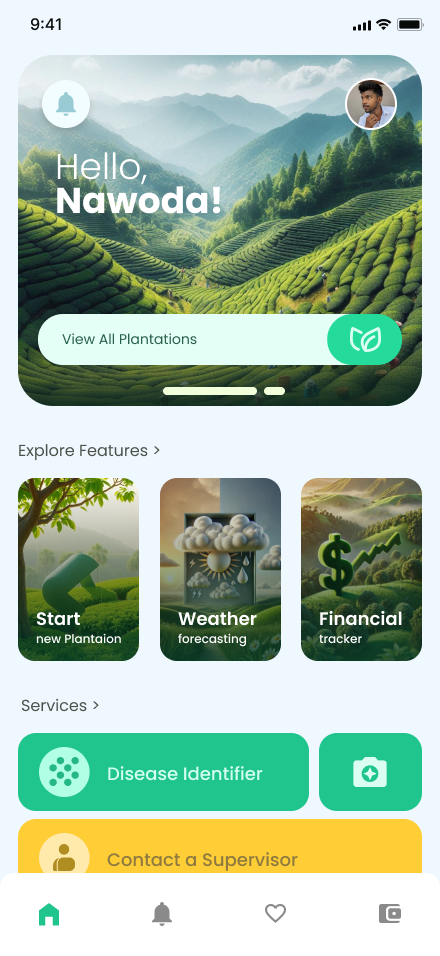 9:41
Hello,
Nawoda!
View All Plantations
Explore Features >
Start
new Plantaion
Weather
forecasting
Financial
tracker
Services >
Disease Identifier
Contact a Supervisor